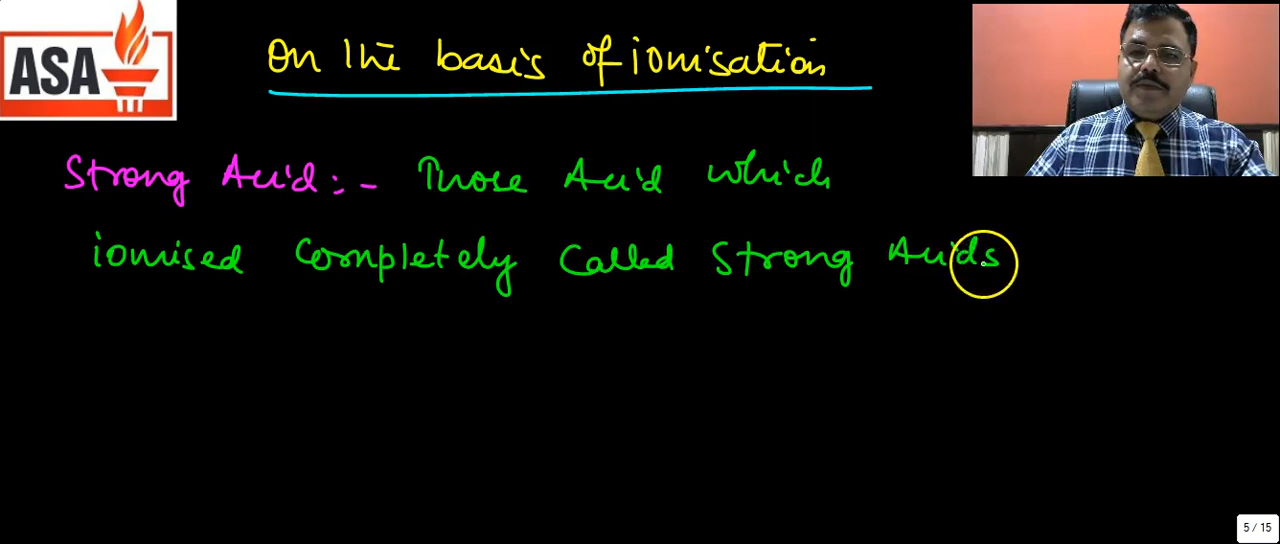 ASA
On the basis of ionisation
Strong Acid :- Those Acid which
ionised completely called Strong Acids
5 / 15